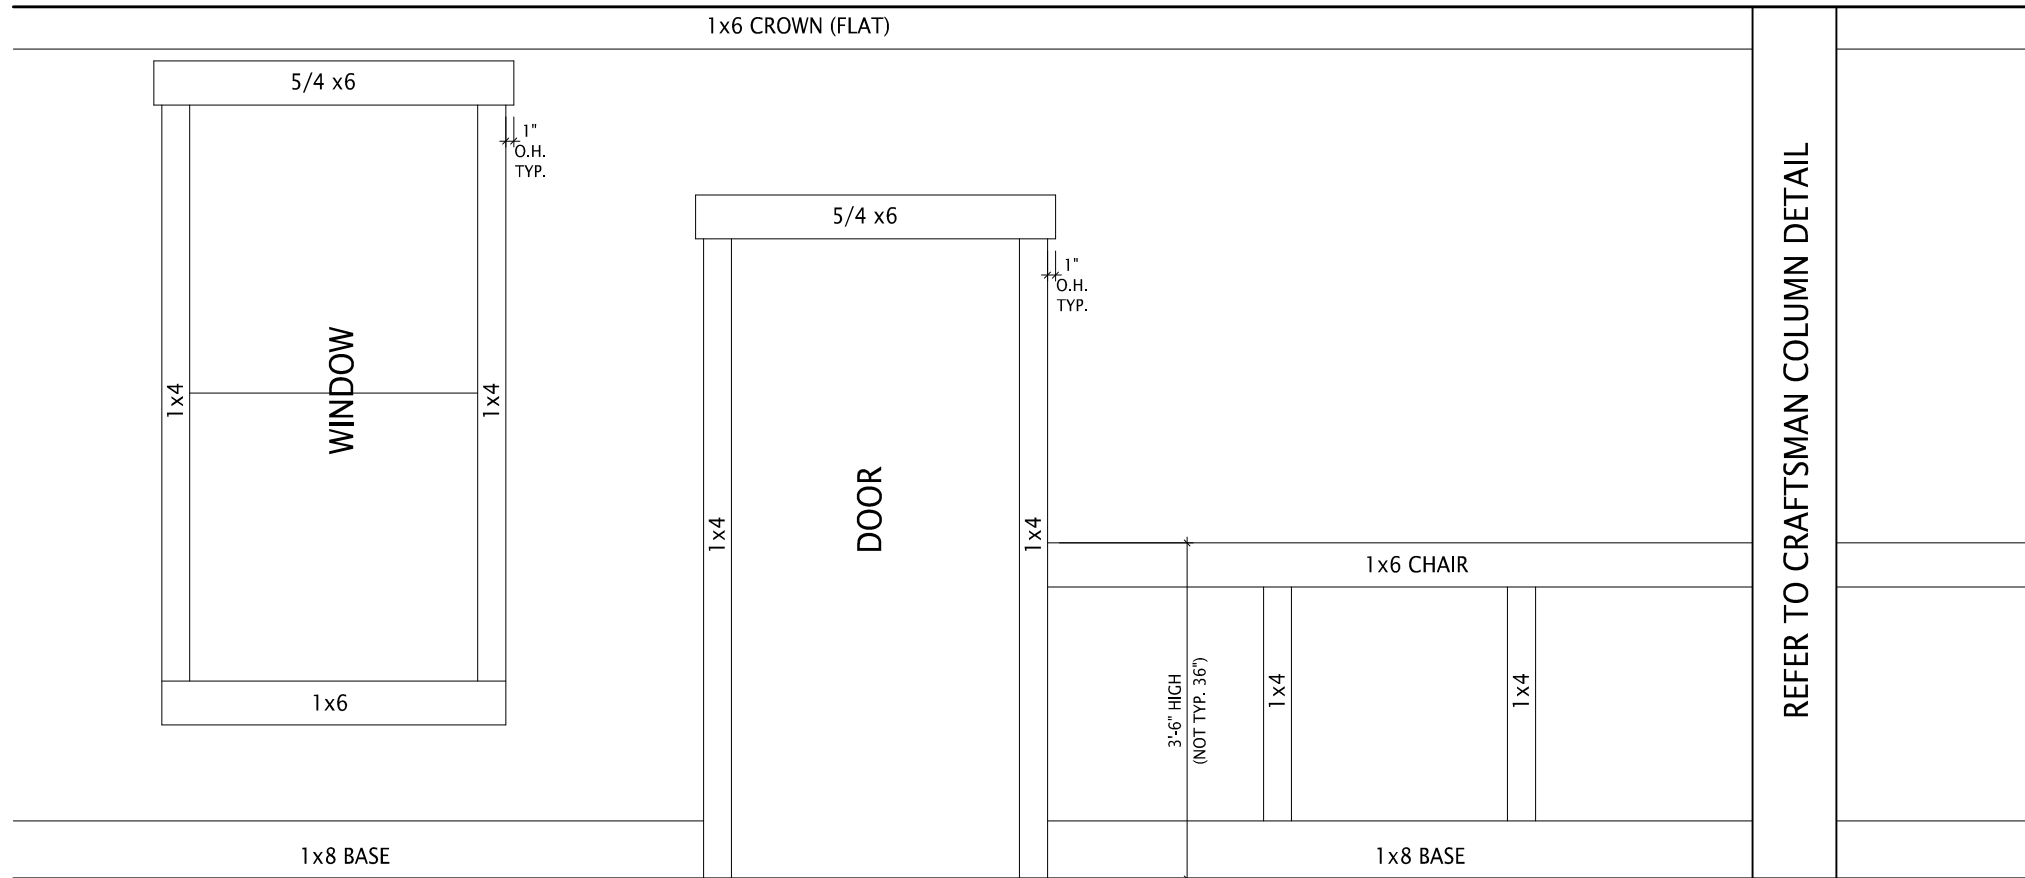 1x6 CROWN (FLAT)
5/4 x6
1"
O.H.
TYP.
1x4
WINDOW
1x4
1x6
1x8 BASE
5/4 x6
1"
O.H.
TYP.
1x4
DOOR
1x4
1x6 CHAIR
3'-6" HIGH
(NOT TYP. 36")
1x4
1x4
1x8 BASE
REFER TO CRAFTSMAN COLUMN DETAIL